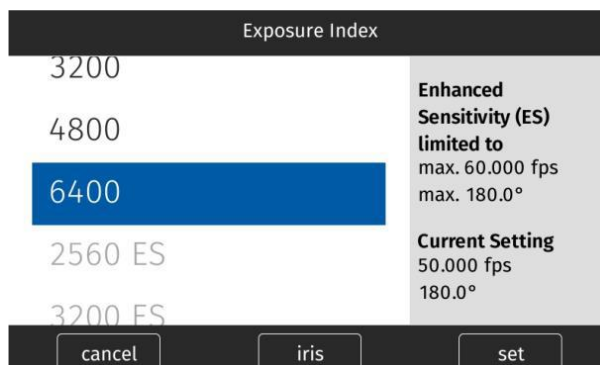 Exposure Index
3200
4800
6400
2560 ES
3200 ES
Enhanced
Sensitivity (ES)
limited to
max. 60.000 fps
max. 180.0°
Current Setting
50.000 fps
180.0°
cancel
iris
set